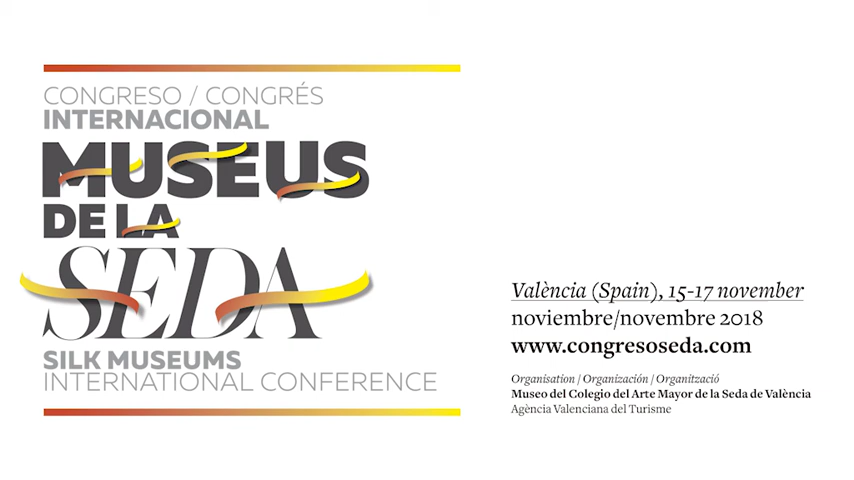 CONGRESO / CONGRÉS
INTERNACIONAL
MUSEUS
DE LA
SEDA
SILK MUSEUMS
INTERNATIONAL CONFERENCE
València (Spain), 15-17 november
noviembre/novembre 2018
www.congresoseda.com
Organisation / Organización / Organització
Museo del Colegio del Arte Mayor de la Seda de València
Agència Valenciana del Turisme